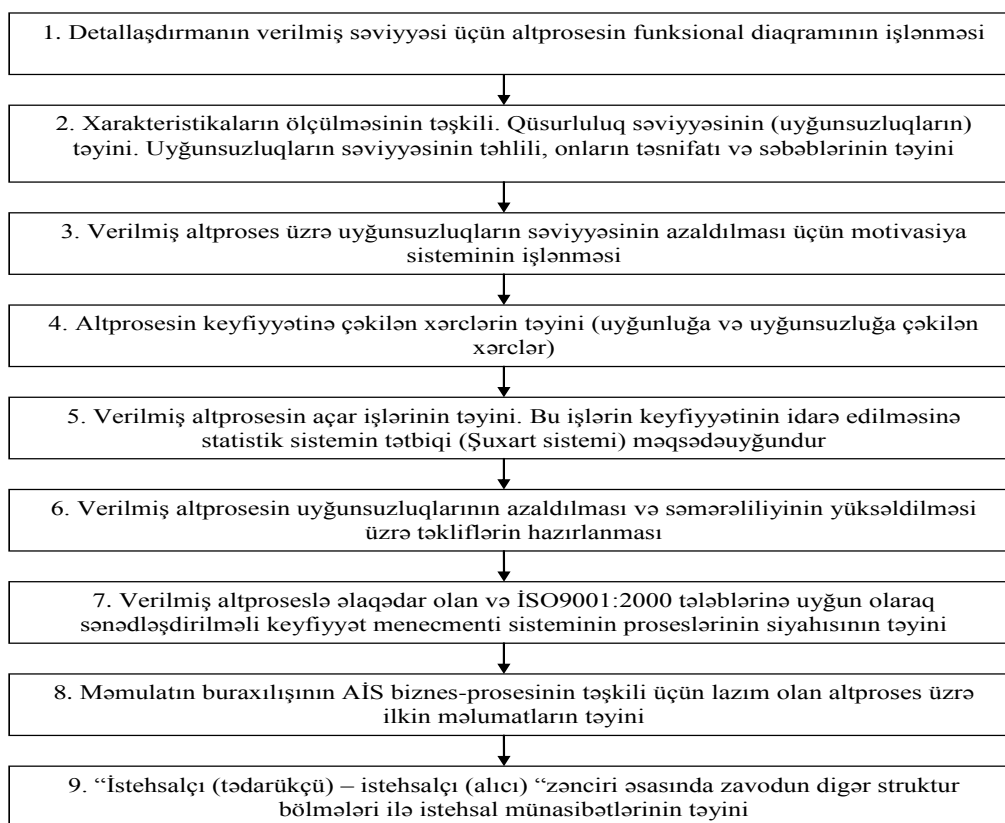 1. Detallaşdırmanın verilmiş səviyyəsi üçün altprosesin funksional diaqramının işlənməsi
2. Xarakteristikaların ölçülməsinin təşkili. Qüsurluluq səviyyəsinin (uyğunsuzluqların)
təyini. Uyğunsuzluqların səviyyəsinin təhlili, onların təsnifatı və səbəblərinin təyini
3. Verilmiş altproses üzrə uyğunsuzluqların səviyyəsinin azaldılması üçün motivasiya
sisteminin işlənməsi
4. Altprosesin keyfiyyətinə çəkilən xərclərin təyini (uyğunluğa və uyğunsuzluğa çəkilən
xərclər)
5. Verilmiş altprosesin açar işlərinin təyini. Bu işlərin keyfiyyətinin idarə edilməsinə
statistik sistemin tətbiqi (Şuxart sistemi) məqsədəuyğundur
6. Verilmiş altprosesin uyğunsuzluqlarının azaldılması və səmərəliliyinin yüksəldilməsi
üzrə təkliflərin hazırlanması
7. Verilmiş altproseslə əlaqədar olan və İSO9001:2000 tələblərinə uyğun olaraq
sənədləşdirilməli keyfiyyət menecmenti sisteminin proseslərinin siyahısının təyini
8. Məmulatın buraxılışının AİS biznes-prosesinin təşkili üçün lazım olan altproses üzrə
ilkin məlumatların təyini
9. “İstehsalçı (tədarükçü) – istehsalçı (alıcı) “zənciri əsasında zavodun digər struktur
bölmələri ilə istehsal münasibətlərinin təyini